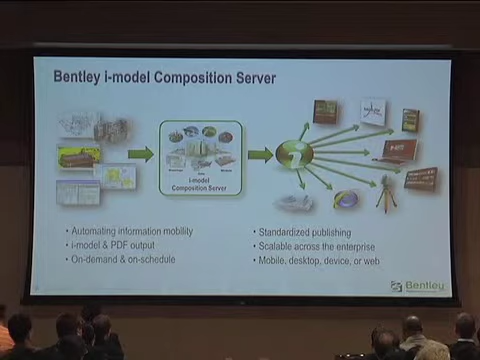 Bentley i-model Composition Server
i-model
Composition Server
• Automating information mobility
• i-model & PDF output
• On-demand & on-schedule
• Standardized publishing
• Scalable across the enterprise
• Mobile, desktop, device, or web
Bentley